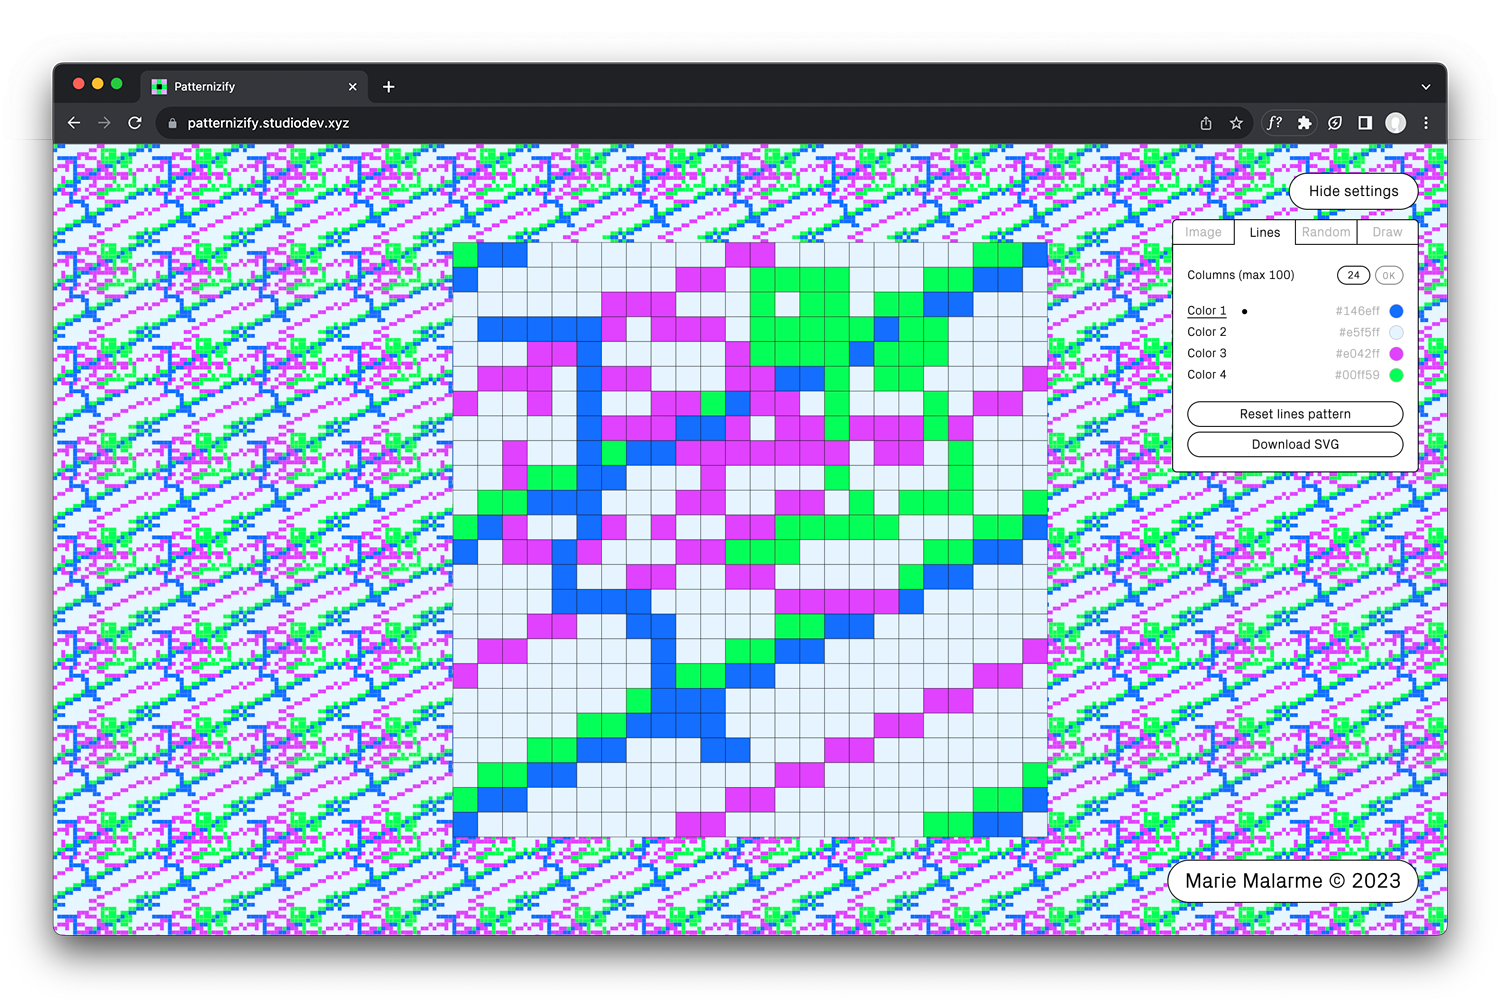 Patternizify
patternizify.studiodev.xyz
f?
Hide settings
Image Lines Random Draw
Columns (max 100) 24 OK
Color 1 #146eff
Color 2 #e5f5ff
Color 3 #e042ff
Color 4 #00ff59
Reset lines pattern
Download SVG
Marie Malarme © 2023